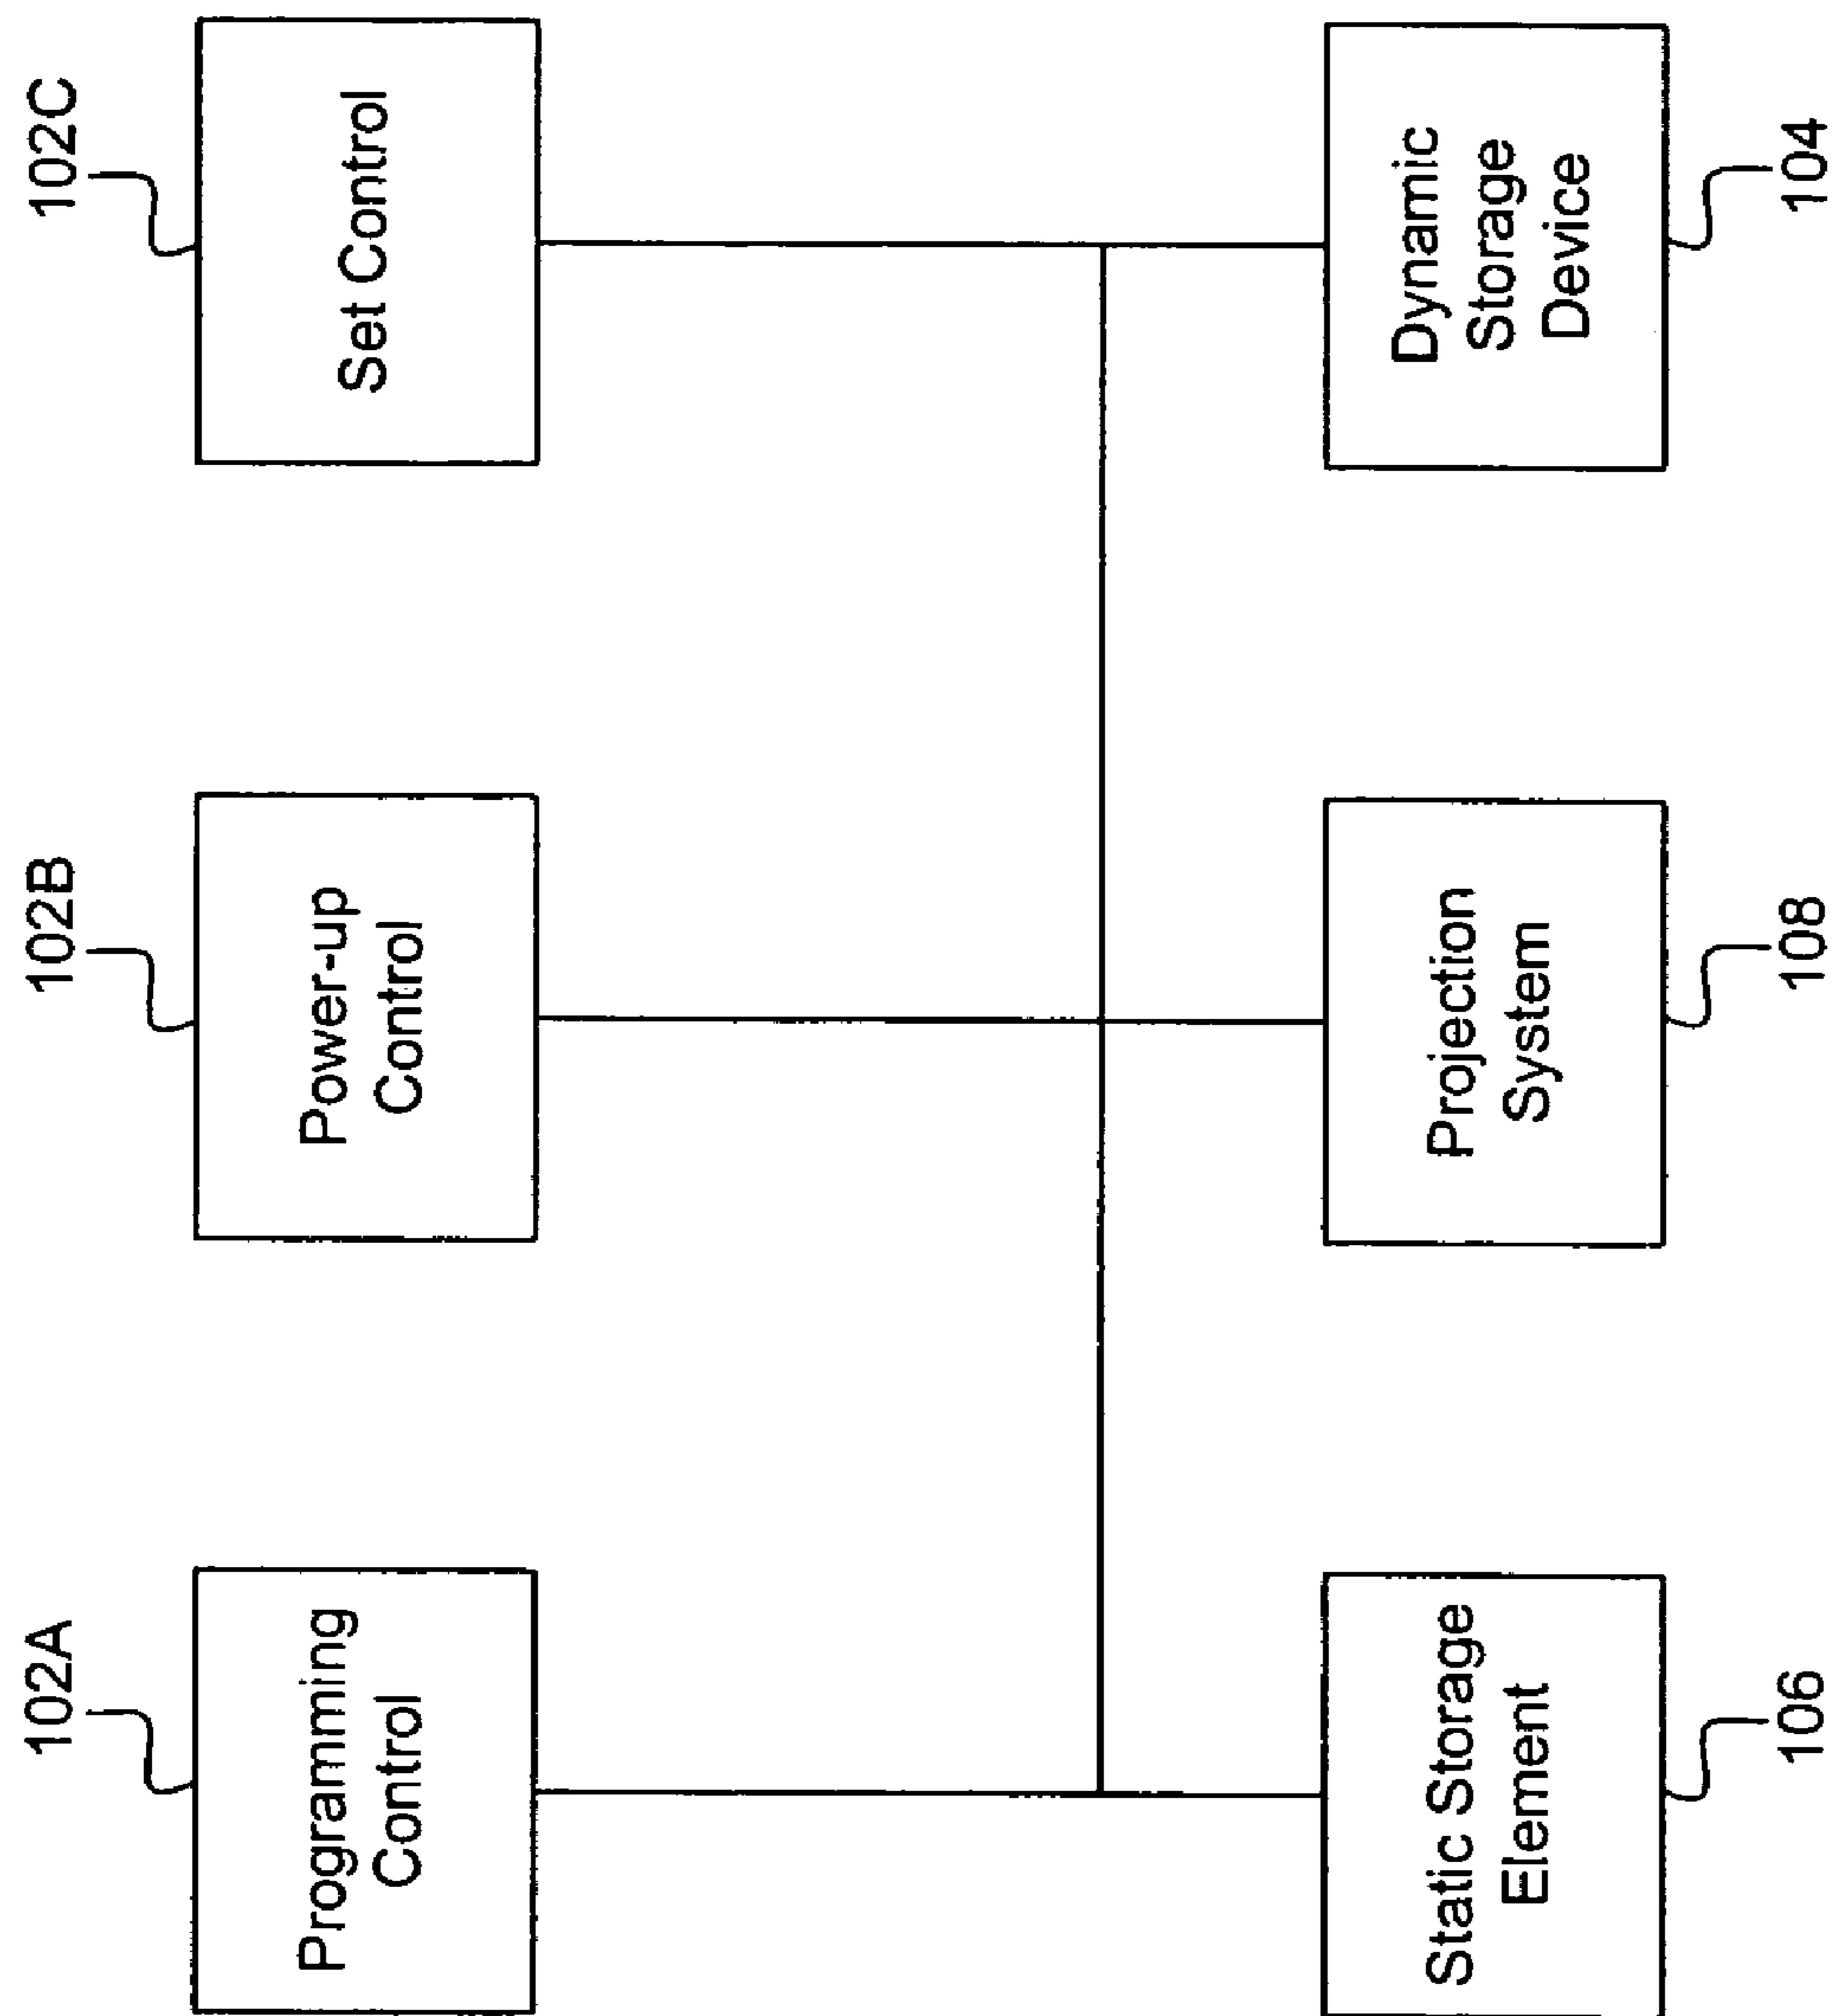 102A
102B
102C
Programming
Control
Power-up
Control
Set Control
Static Storage
Element
Projection
System
Dynamic
Storage
Device
106
108
104